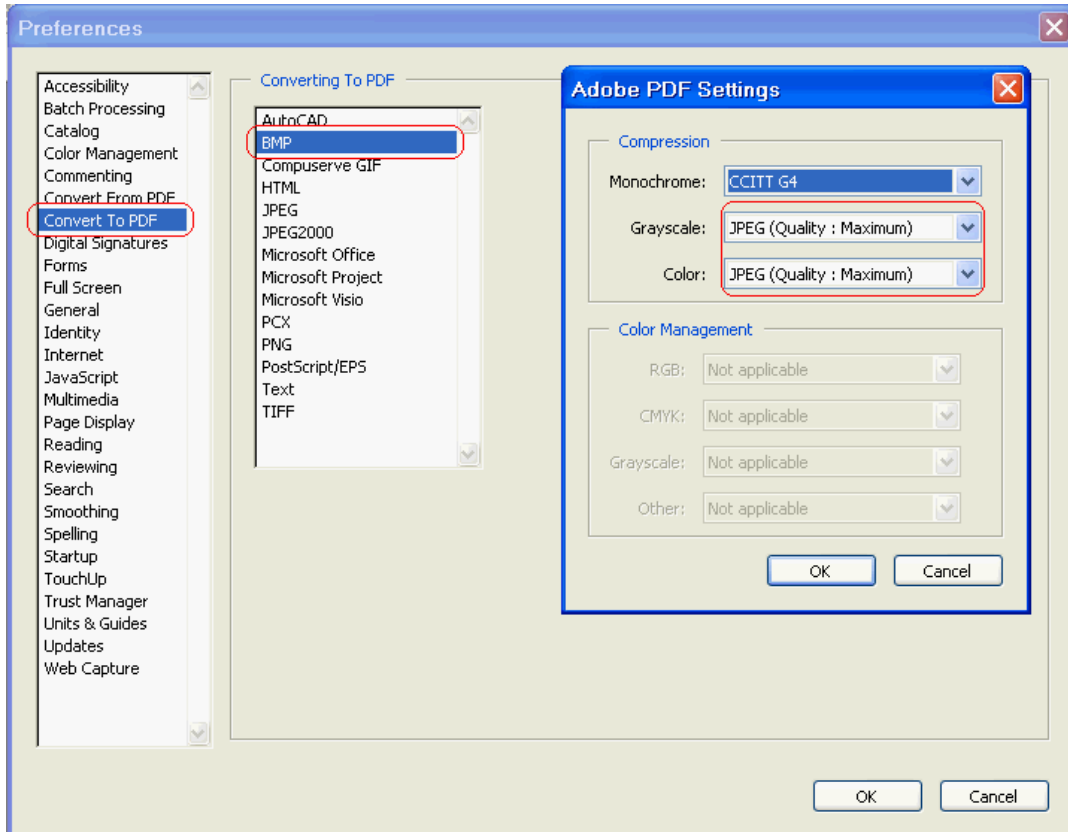 Preferences
Accessibility
Batch Processing
Catalog
Color Management
Commenting
Convert From PDF
Convert To PDF
Digital Signatures
Forms
Full Screen
General
Identity
Internet
JavaScript
Multimedia
Page Display
Reading
Reviewing
Search
Smoothing
Spelling
Startup
TouchUp
Trust Manager
Units & Guides
Updates
Web Capture
Converting To PDF
AutoCAD
BMP
Compuserve GIF
HTML
JPEG
JPEG2000
Microsoft Office
Microsoft Project
Microsoft Visio
PCX
PNG
PostScript/EPS
Text
TIFF
Adobe PDF Settings
Compression
Monochrome: CCITT G4
Grayscale: JPEG (Quality : Maximum)
Color: JPEG (Quality : Maximum)
Color Management
RGB: Not applicable
CMYK: Not applicable
Grayscale: Not applicable
Other: Not applicable
OK Cancel
OK Cancel